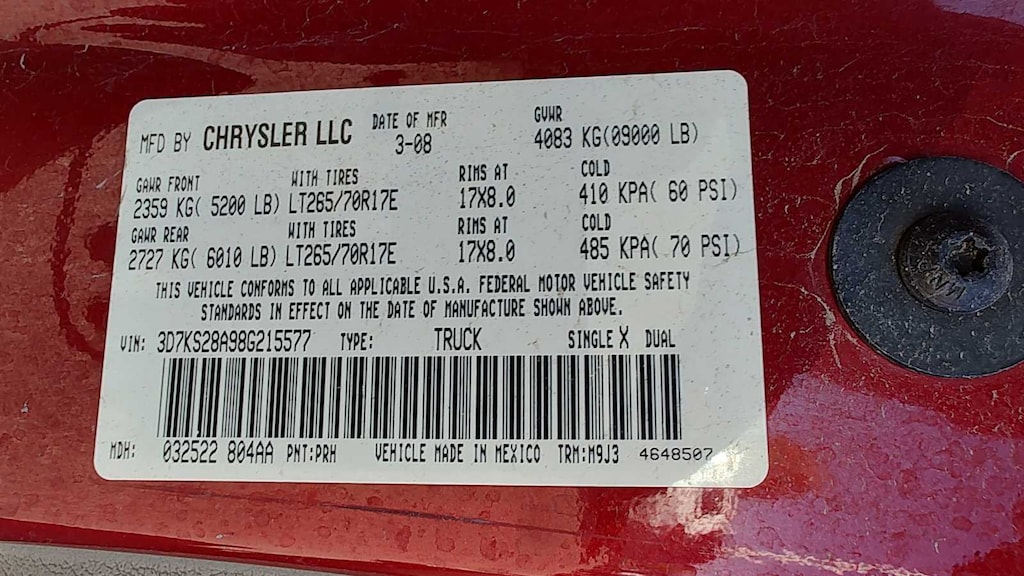 MFD BY CHRYSLER LLC DATE OF MFR 3-08 GVWR 4083 KG(09000 LB)
GAWR FRONT WITH TIRES RIMS AT COLD
2359 KG( 5200 LB) LT265/70R17E 17X8.0 410 KPA( 60 PSI)
GAWR REAR WITH TIRES RIMS AT COLD
2727 KG( 6010 LB) LT265/70R17E 17X8.0 485 KPA( 70 PSI)
THIS VEHICLE CONFORMS TO ALL APPLICABLE U.S.A. FEDERAL MOTOR VEHICLE SAFETY
STANDARDS IN EFFECT ON THE DATE OF MANUFACTURE SHOWN ABOVE.
VIN: 3D7KS28A98G215577 TYPE: TRUCK SINGLE X DUAL
MDH: 032522 804AA PNT:PRH VEHICLE MADE IN MEXICO TRM:M9J3 4648507